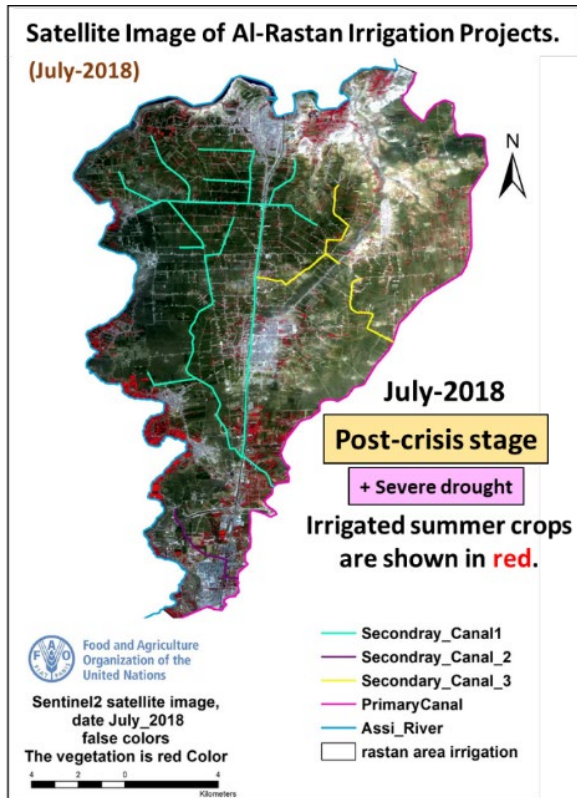 Satellite Image of Al-Rastan Irrigation Projects.
(July-2018)
N
July-2018
Post-crisis stage
+ Severe drought
Irrigated summer crops
are shown in red.
Secondray_Canal1
Secondray_Canal_2
Secondary_Canal_3
PrimaryCanal
Assi_River
rastan area irrigation
F A O
FIAT PANIS
Food and Agriculture
Organization of the
United Nations
Sentinel2 satellite image,
date July_2018
false colors
The vegetation is red Color
4 2 0 4
Kilometers